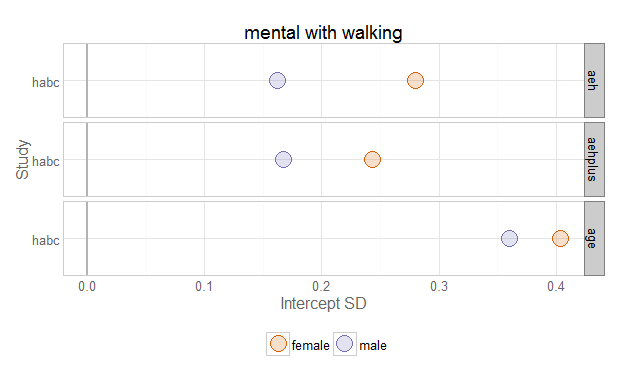 mental with walking
habc
aeh
habc
aehplus
habc
age
Study
0.0 0.1 0.2 0.3 0.4
Intercept SD
female male